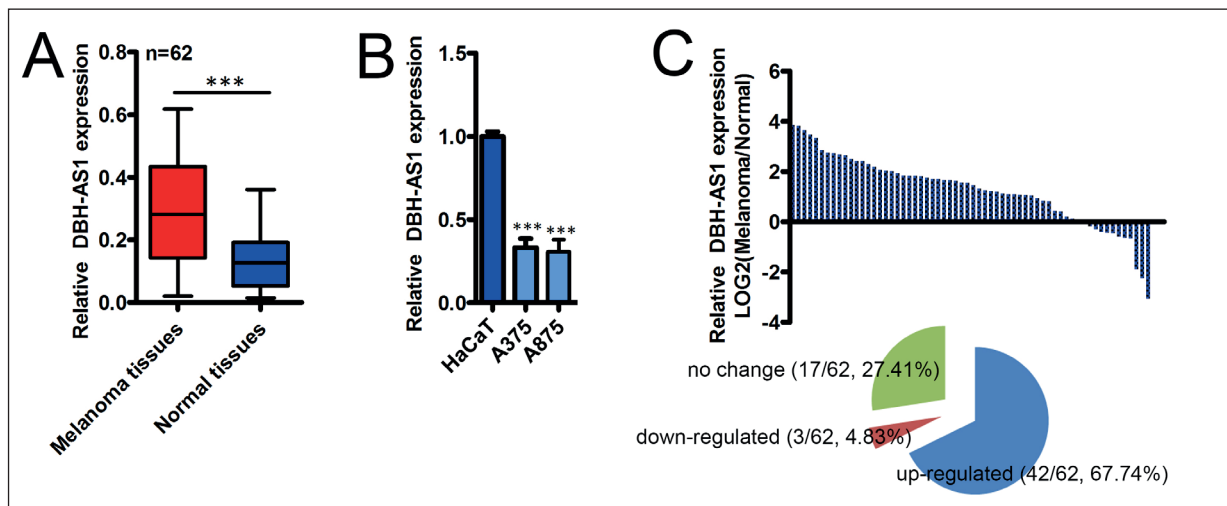 A
n=62
***
Relative DBH-AS1 expression
0.8
0.6
0.4
0.2
0.0
Melanoma tissues
Normal tissues
B
Relative DBH-AS1 expression
1.5
1.0
0.5
0.0
***
***
HaCaT
A375
A875
C
Relative DBH-AS1 expression
LOG2(Melanoma/Normal)
6
4
2
0
-2
-4
no change (17/62, 27.41%)
down-regulated (3/62, 4.83%)
up-regulated (42/62, 67.74%)